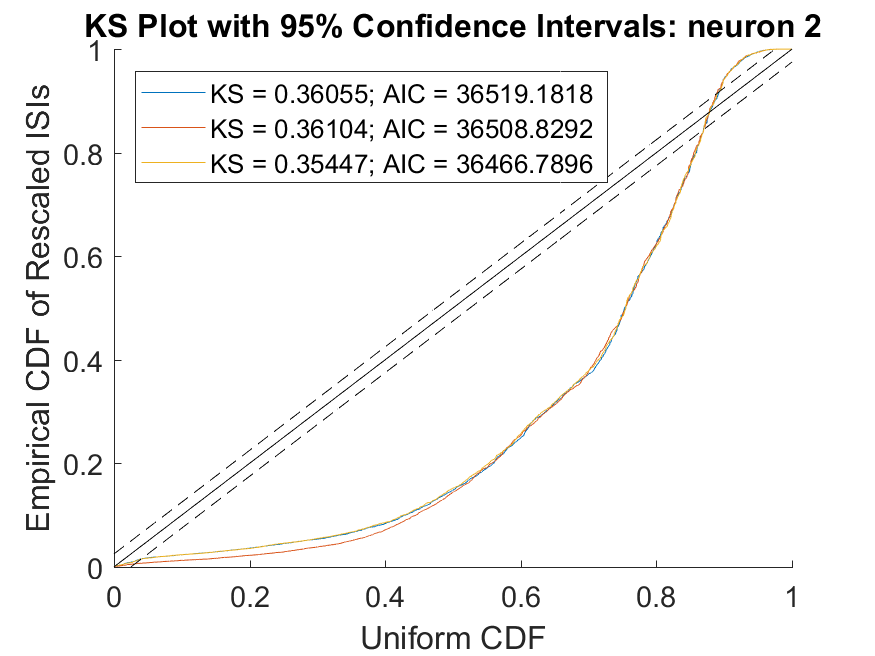 KS Plot with 95% Confidence Intervals: neuron 2
KS = 0.36055; AIC = 36519.1818
KS = 0.36104; AIC = 36508.8292
KS = 0.35447; AIC = 36466.7896
Empirical CDF of Rescaled ISIs
1
0.8
0.6
0.4
0.2
0
0 0.2 0.4 0.6 0.8 1
Uniform CDF